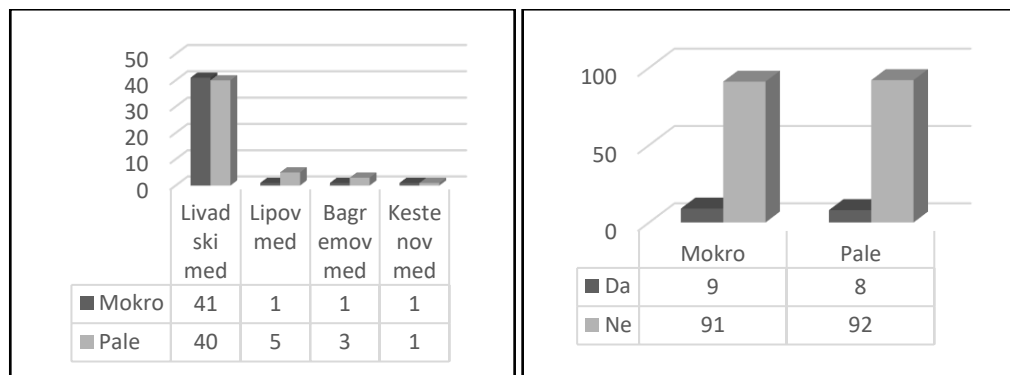 50
40
30
20
10
0
Livad
ski
med
Lipov
med
Bagr
emov
med
Keste
nov
med
Mokro 41 1 1 1
Pale 40 5 3 1
100
50
0
Mokro Pale
Da 9 8
Ne 91 92